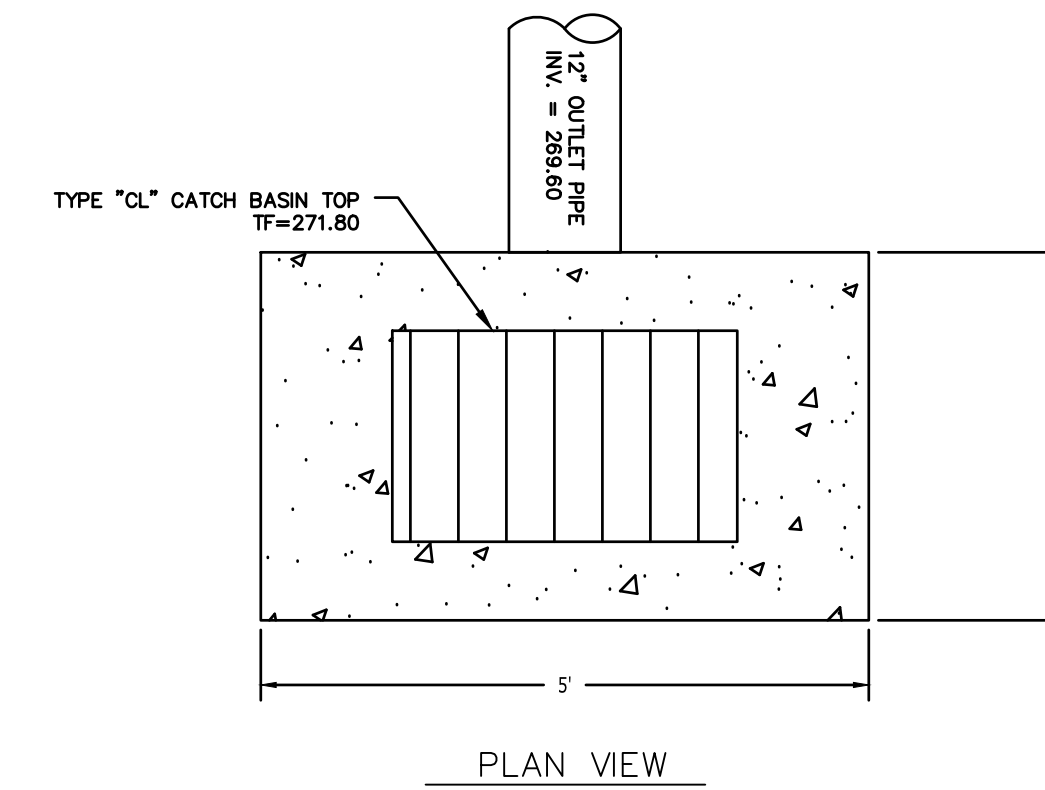 12" OUTLET PIPE
INV. = 269.60
TYPE "CL" CATCH BASIN TOP
TF=271.80
5'
PLAN VIEW